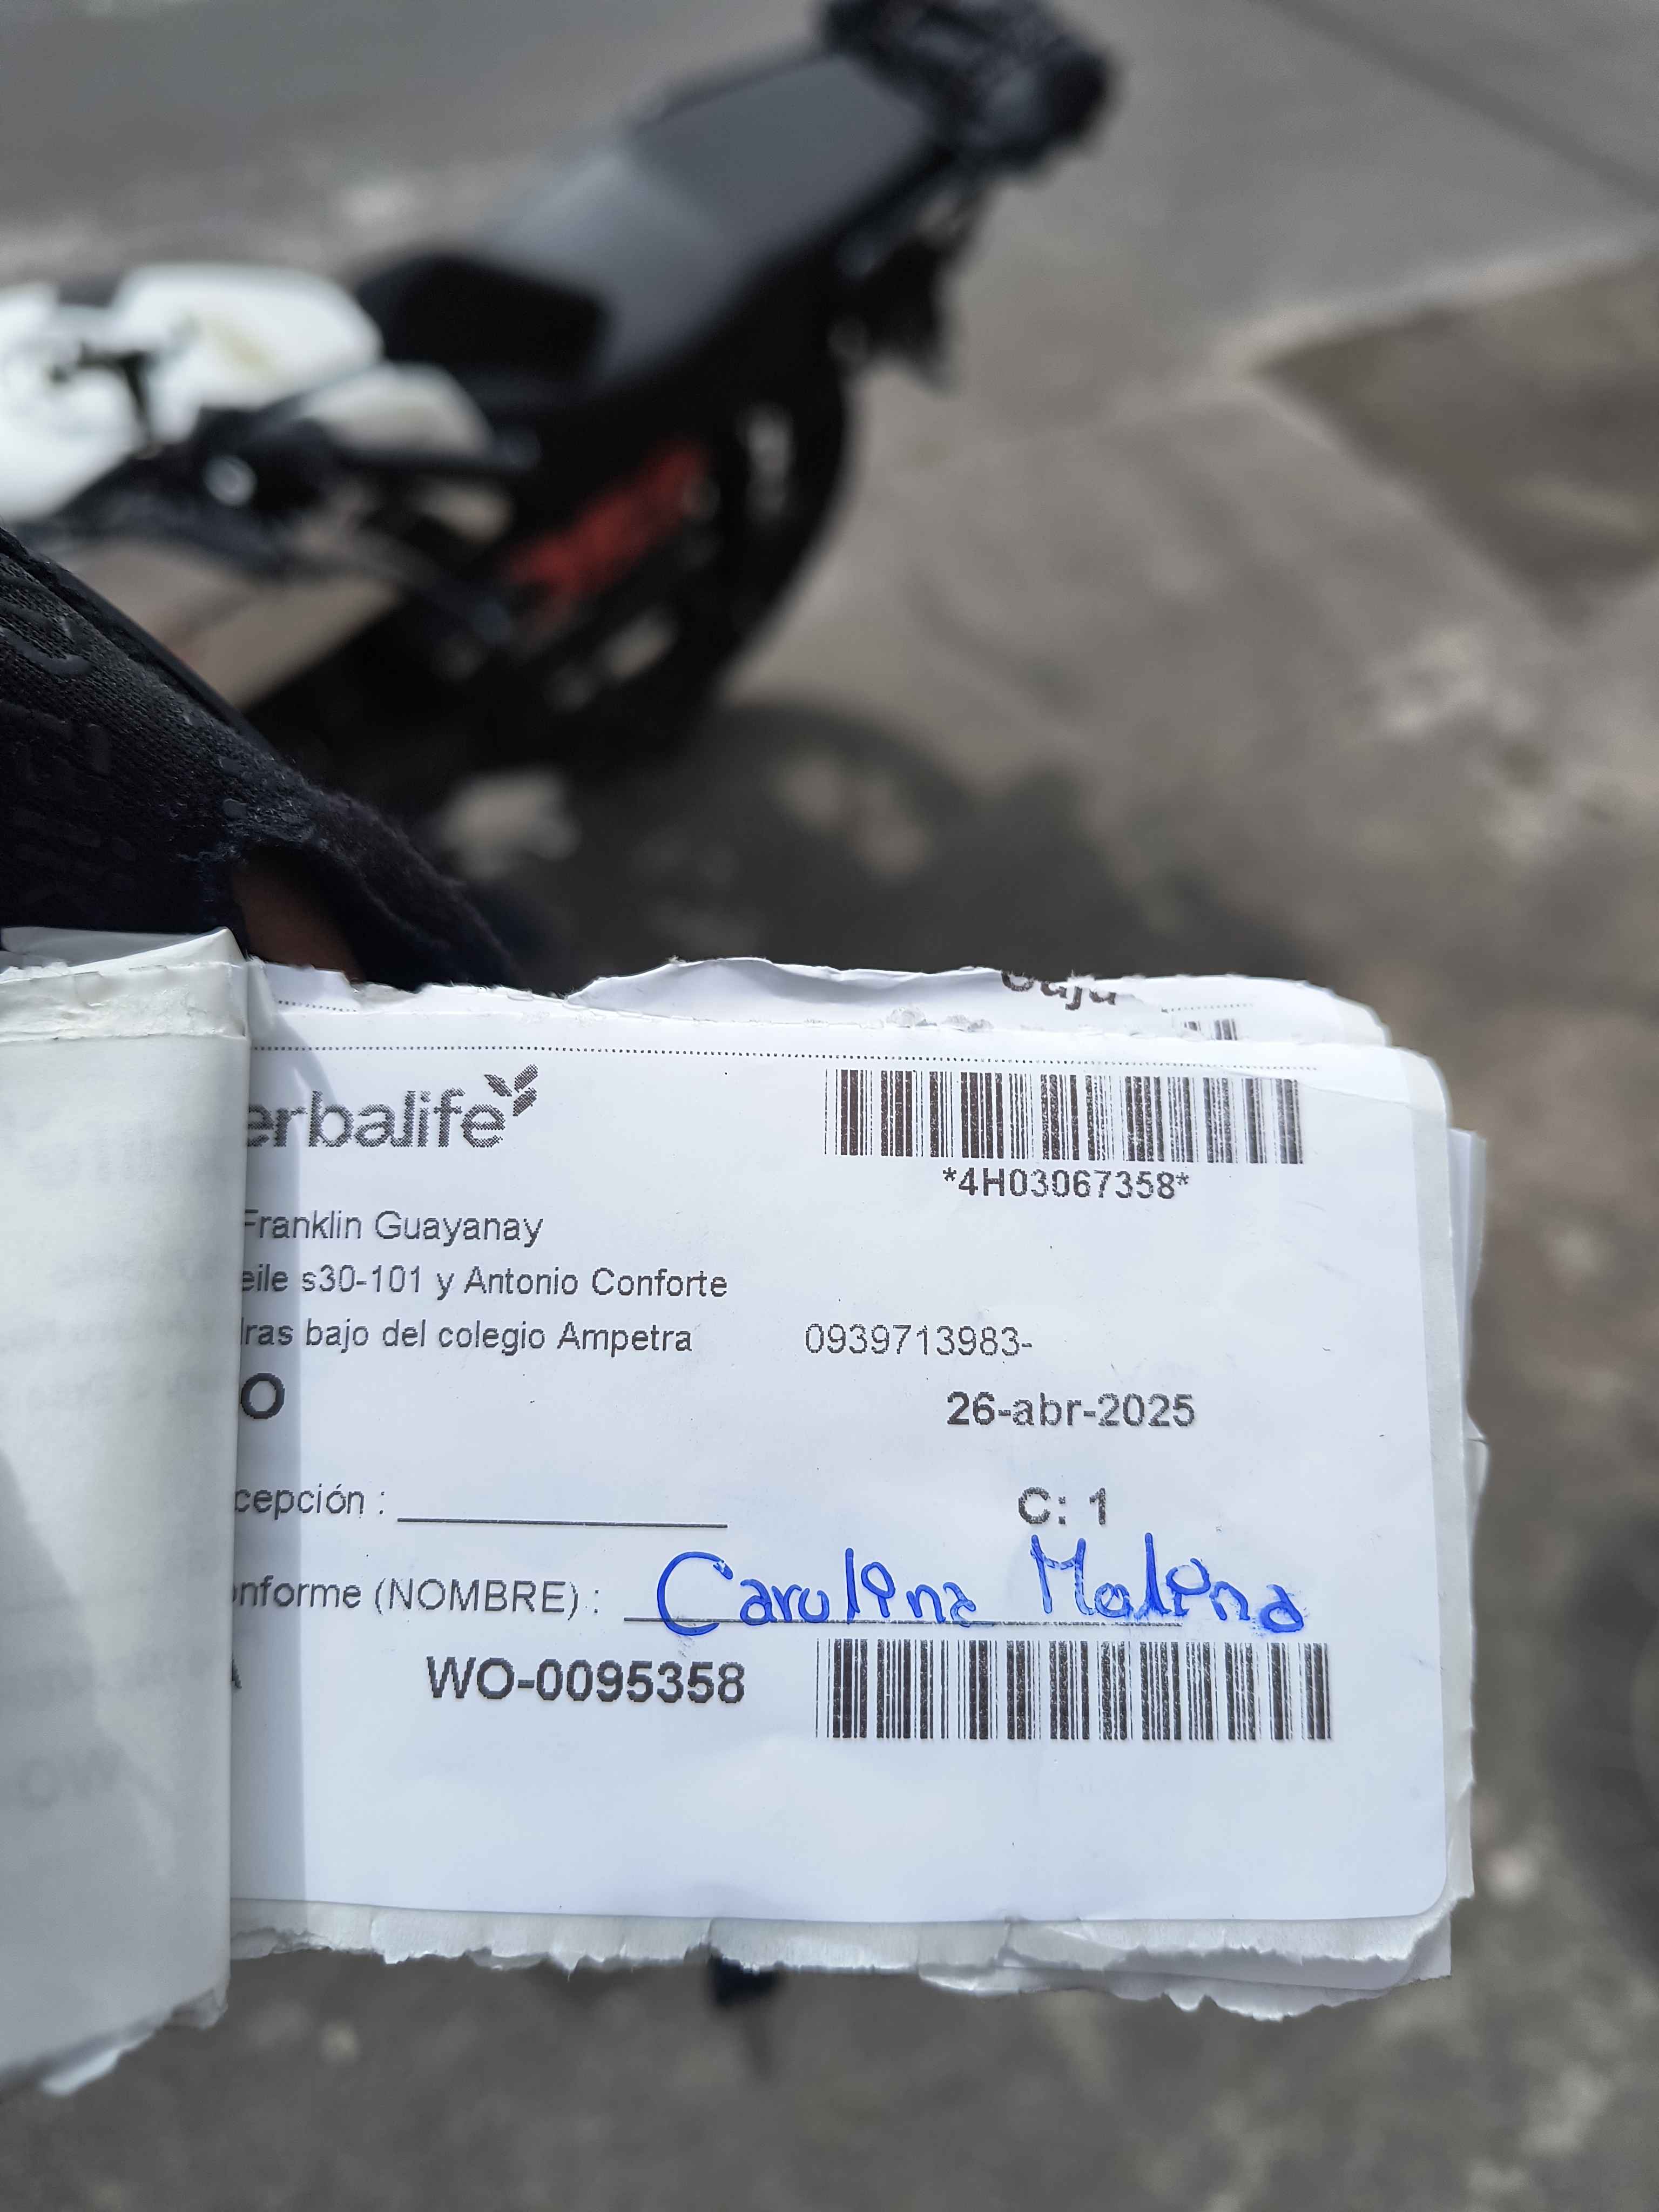 erbalife
*4H03067358*
Franklin Guayanay
eile s30-101 y Antonio Conforte
dras bajo del colegio Ampetra 0939713983-
O
26-abr-2025
cepción :
C: 1
onforme (NOMBRE) : Carolina Molina
WO-0095358